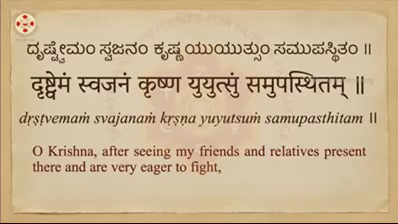 ದೃಷ್ಟ್ವೇಮಂ ಸ್ವಜನಂ ಕೃಷ್ಣ ಯುಯುತ್ಸುಂ ಸಮುಪಸ್ಥಿತಂ ॥
दृष्ट्वेमं स्वजनं कृष्ण युयुत्सुं समुपस्थितम् ॥
dṛṣṭvemaṁ svajanaṁ kṛṣṇa yuyutsuṁ samupasthitam ॥
O Krishna, after seeing my friends and relatives present
there and are very eager to fight,